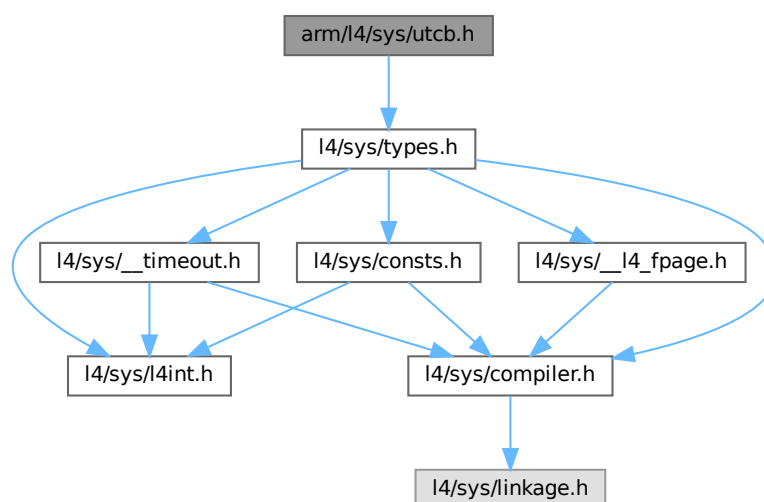 arm/l4/sys/utcb.h
l4/sys/types.h
l4/sys/__timeout.h
l4/sys/consts.h
l4/sys/__l4_fpage.h
l4/sys/l4int.h
l4/sys/compiler.h
l4/sys/linkage.h